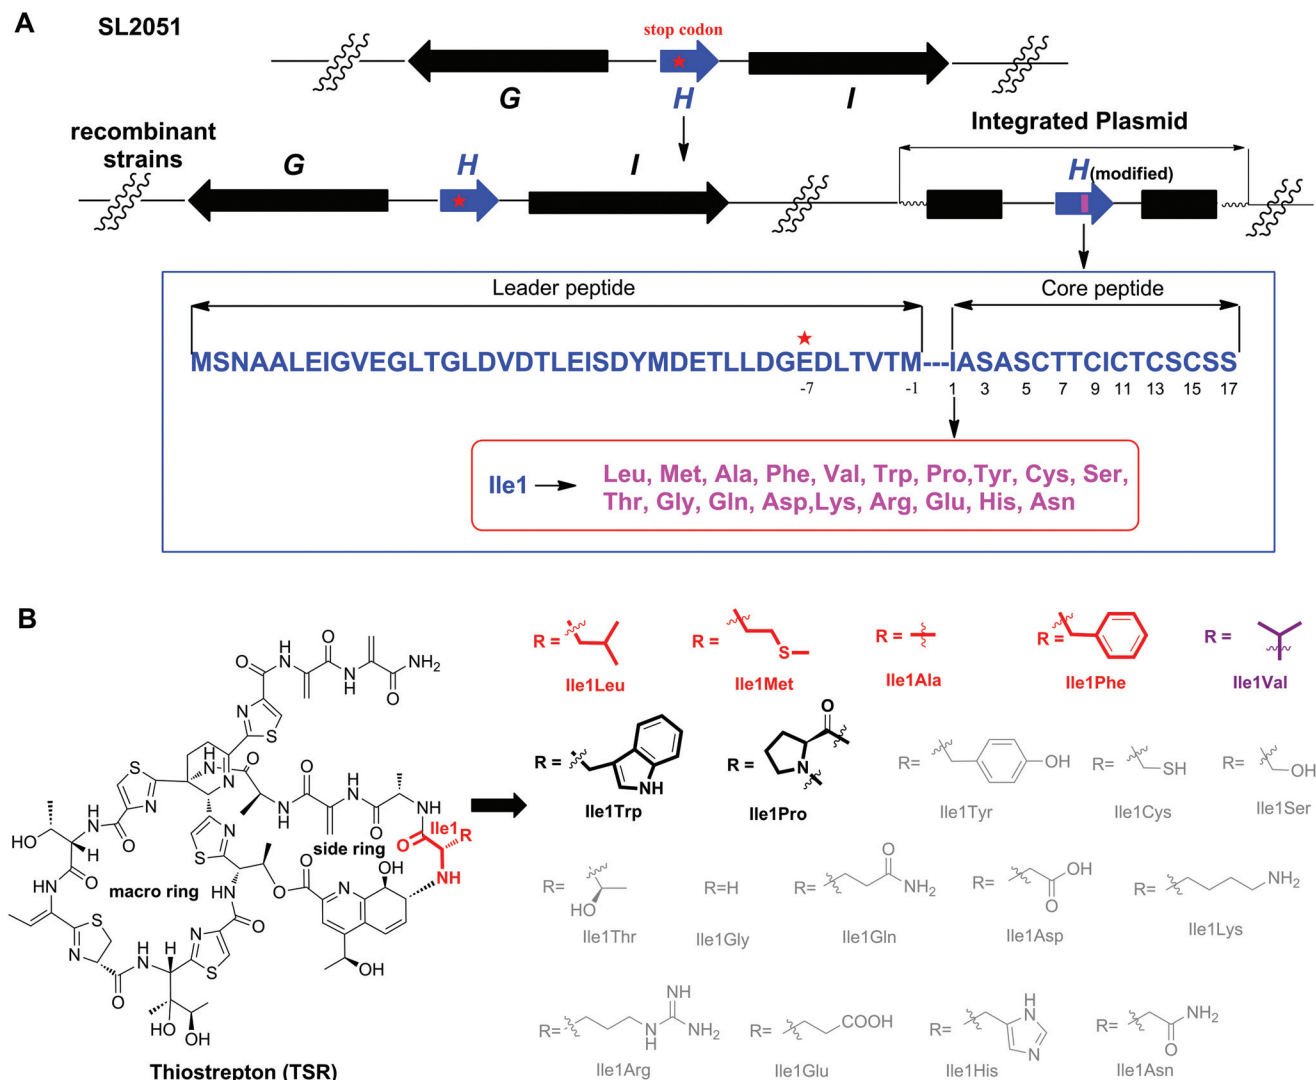 A
SL2051
stop codon
G
H
I
recombinant
strains
G
H
I
Integrated Plasmid
H (modified)
Leader peptide
Core peptide
MSNAALEIGVEGLTGLDVDTLEISDYMDETLLDGEDLTVTM---IASASCTTCICTCSCSS
-7 -1 1 3 5 7 9 11 13 15 17
Ile1
Leu, Met, Ala, Phe, Val, Trp, Pro,Tyr, Cys, Ser,
Thr, Gly, Gln, Asp,Lys, Arg, Glu, His, Asn
B
O
O
NH2
H
N
N
H
O
O
N
S
H
N
N
O
N
H
O
H
N
O
N
H
O
Ile1
R
NH
side ring
S
N
N
S
O
H
N
HO
H
O
NH
macro ring
NH
O
O
O
N
OH
OH
S
N
O
H
N
H
N
S
HO
OH
Thiostrepton (TSR)
R =
Ile1Leu
R =
S
Ile1Met
R =
Ile1Ala
R =
Ile1Phe
R =
Ile1Val
R =
NH
Ile1Trp
R =
O
N
Ile1Pro
R =
OH
Ile1Tyr
R =
SH
Ile1Cys
R=
OH
Ile1Ser
R=
HO
Ile1Thr
R=H
Ile1Gly
R=
O
NH2
Ile1Gln
R=
OH
O
Ile1Asp
R=
NH2
Ile1Lys
R=
NH
N
H
NH2
Ile1Arg
R=
COOH
Ile1Glu
R=
H
N
N
Ile1His
R=
NH2
O
Ile1Asn